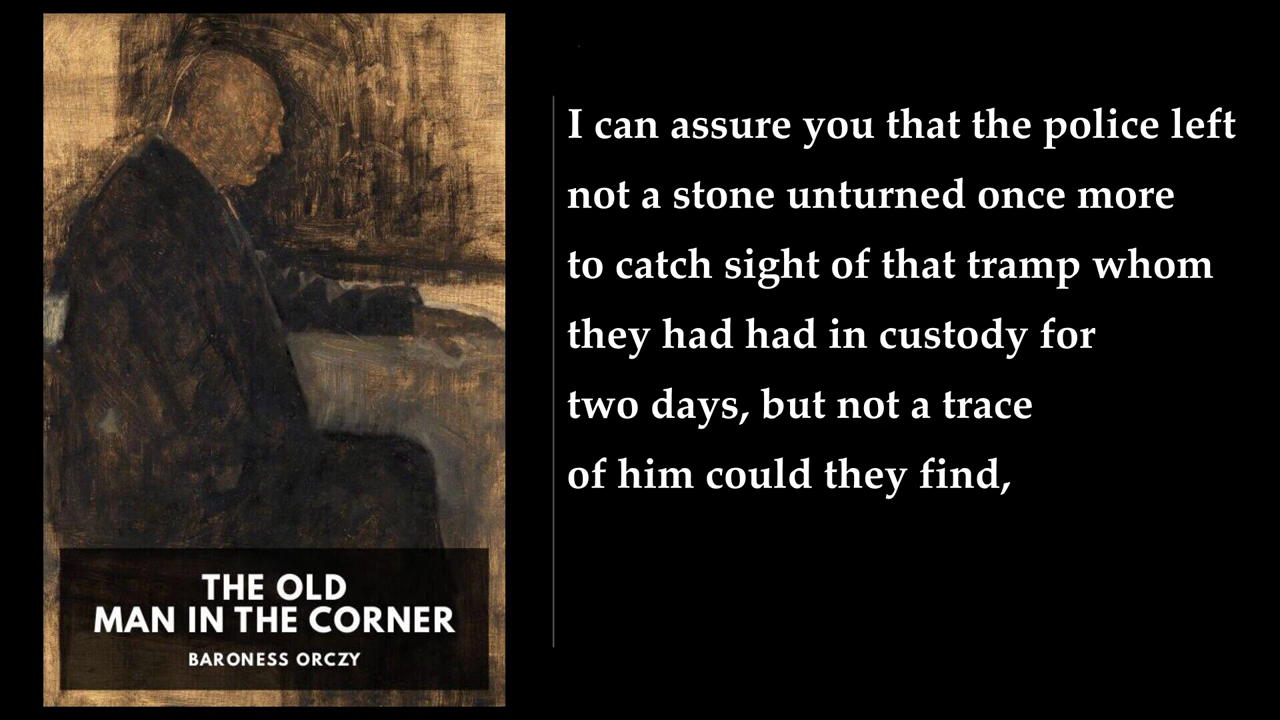 THE OLD
MAN IN THE CORNER
BARONESS ORCZY
I can assure you that the police left
not a stone unturned once more
to catch sight of that tramp whom
they had had in custody for
two days, but not a trace
of him could they find,